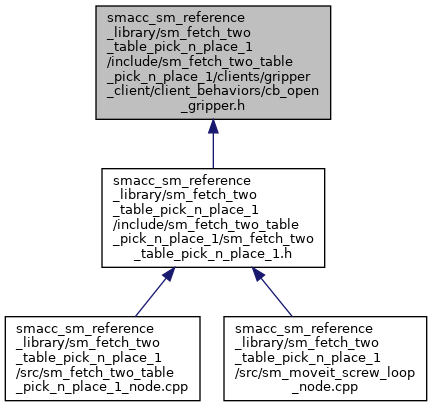 smacc_sm_reference
_library/sm_fetch_two
_table_pick_n_place_1
/include/sm_fetch_two_table
_pick_n_place_1/clients/gripper
_client/client_behaviors/cb_open
_gripper.h
smacc_sm_reference
_library/sm_fetch_two
_table_pick_n_place_1
/include/sm_fetch_two_table
_pick_n_place_1/sm_fetch_two
_table_pick_n_place_1.h
smacc_sm_reference
_library/sm_fetch_two
_table_pick_n_place_1
/src/sm_fetch_two_table
_pick_n_place_1_node.cpp
smacc_sm_reference
_library/sm_fetch_two
_table_pick_n_place_1
/src/sm_moveit_screw_loop
_node.cpp